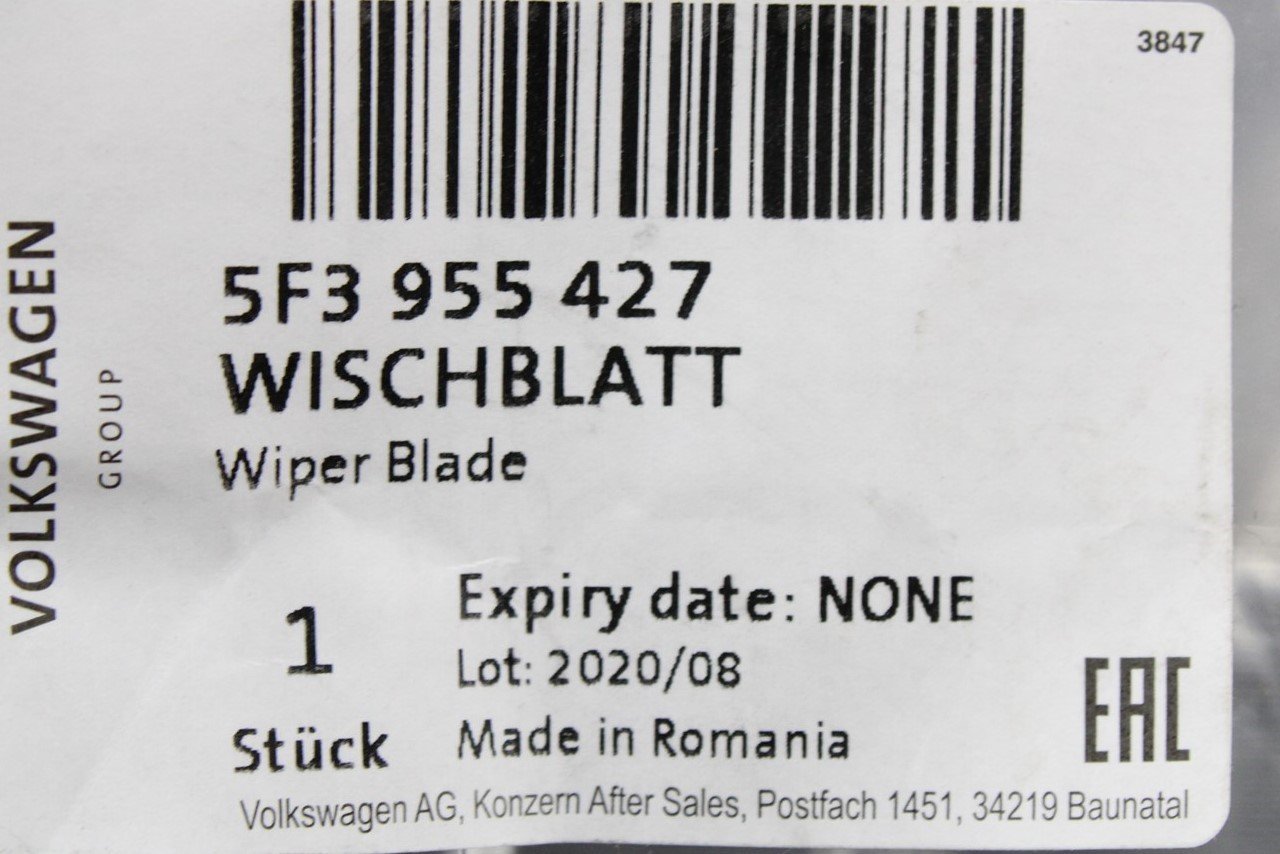 3847
VOLKSWAGEN
GROUP
5F3 955 427
WISCHBLATT
Wiper Blade
1
Stück
Expiry date: NONE
Lot: 2020/08
Made in Romania
EAC
Volkswagen AG, Konzern After Sales, Postfach 1451, 34219 Baunatal